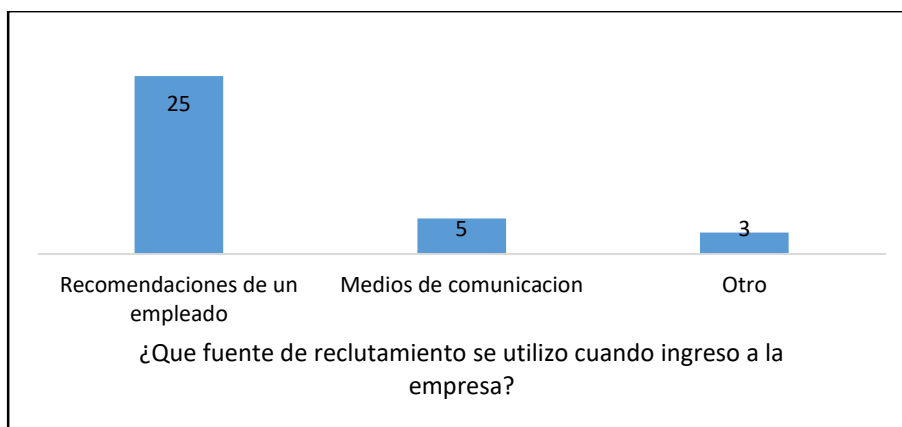 25
5
3
Recomendaciones de un
empleado
Medios de comunicacion
Otro
¿Que fuente de reclutamiento se utilizo cuando ingreso a la
empresa?